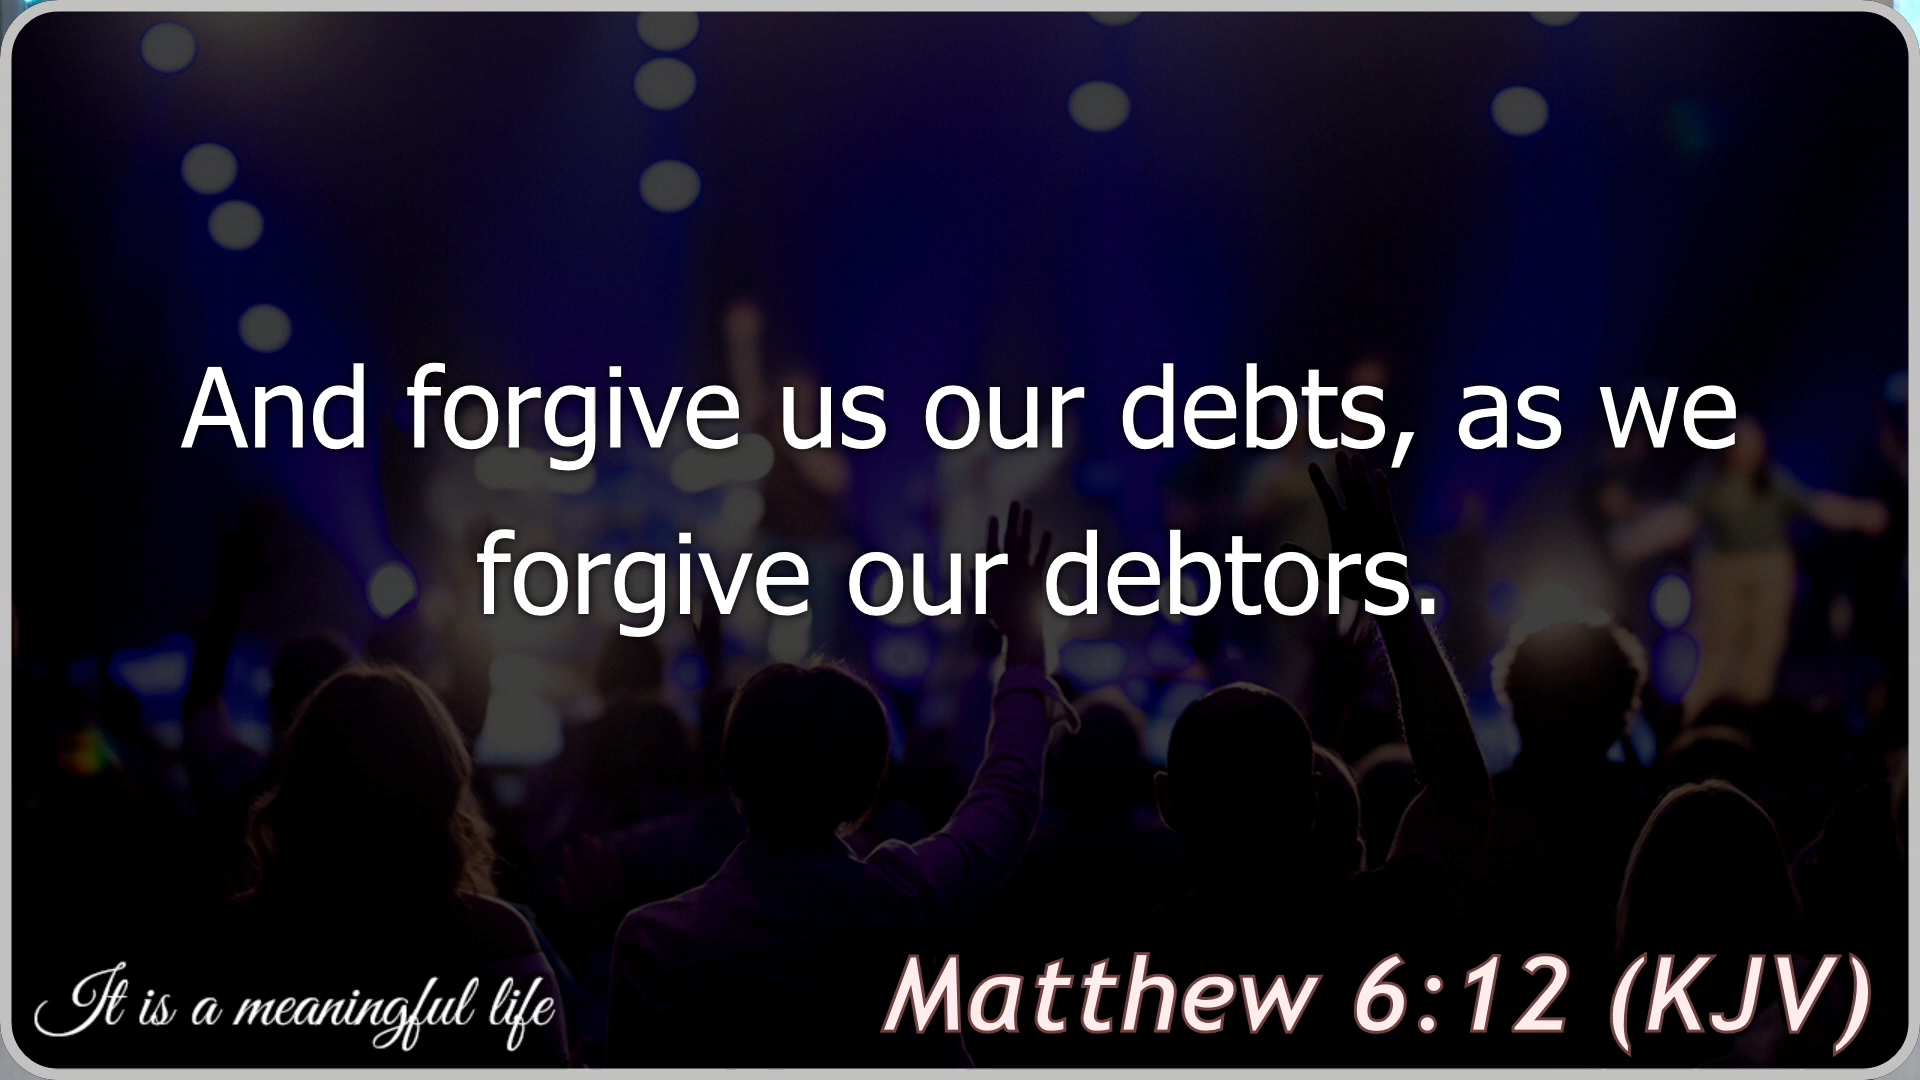 And forgive us our debts, as we
forgive our debtors.
It is a meaningful life
Matthew 6:12 (KJV)